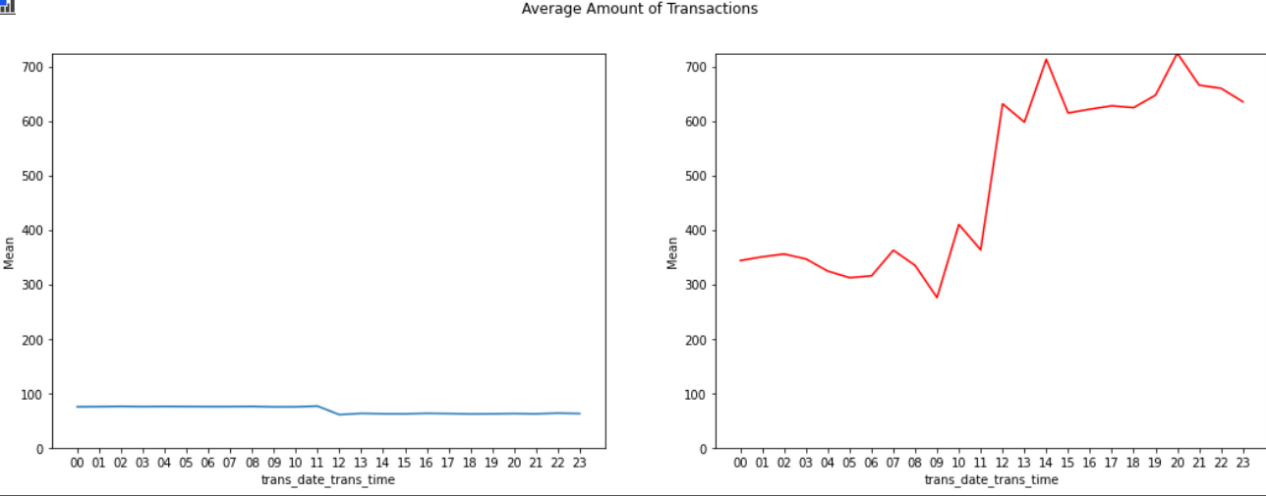 Average Amount of Transactions
700
600
500
400
300
200
100
0
Mean
00 01 02 03 04 05 06 07 08 09 10 11 12 13 14 15 16 17 18 19 20 21 22 23
trans_date_trans_time
700
600
500
400
300
200
100
0
Mean
00 01 02 03 04 05 06 07 08 09 10 11 12 13 14 15 16 17 18 19 20 21 22 23
trans_date_trans_time